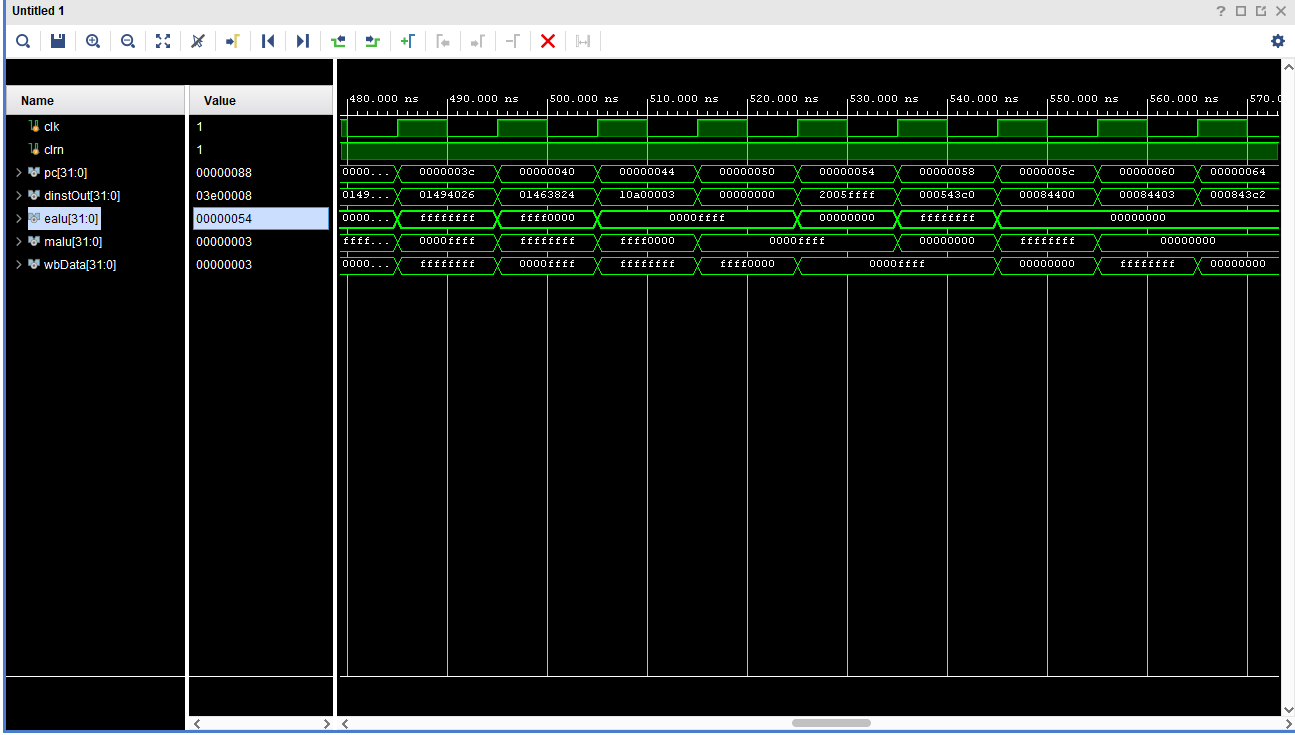 Untitled 1
?
Name Value
480.000 ns 490.000 ns 500.000 ns 510.000 ns 520.000 ns 530.000 ns 540.000 ns 550.000 ns 560.000 ns 570.0
clk 1
clrn 1
pc[31:0] 00000088 0000... 0000003c 00000040 00000044 00000050 00000054 00000058 0000005c 00000060 00000064
dinstOut[31:0] 03e00008 0149... 01494026 01463824 10a00003 00000000 2005ffff 000543c0 00084400 00084403 000843c2
ealu[31:0] 00000054 0000... ffffffff ffff0000 0000ffff 00000000 ffffffff 00000000
malu[31:0] 00000003 ffff... 0000ffff ffffffff ffff0000 0000ffff 00000000 ffffffff 00000000
wbData[31:0] 00000003 0000... ffffffff 0000ffff ffffffff ffff0000 0000ffff 00000000 ffffffff 00000000